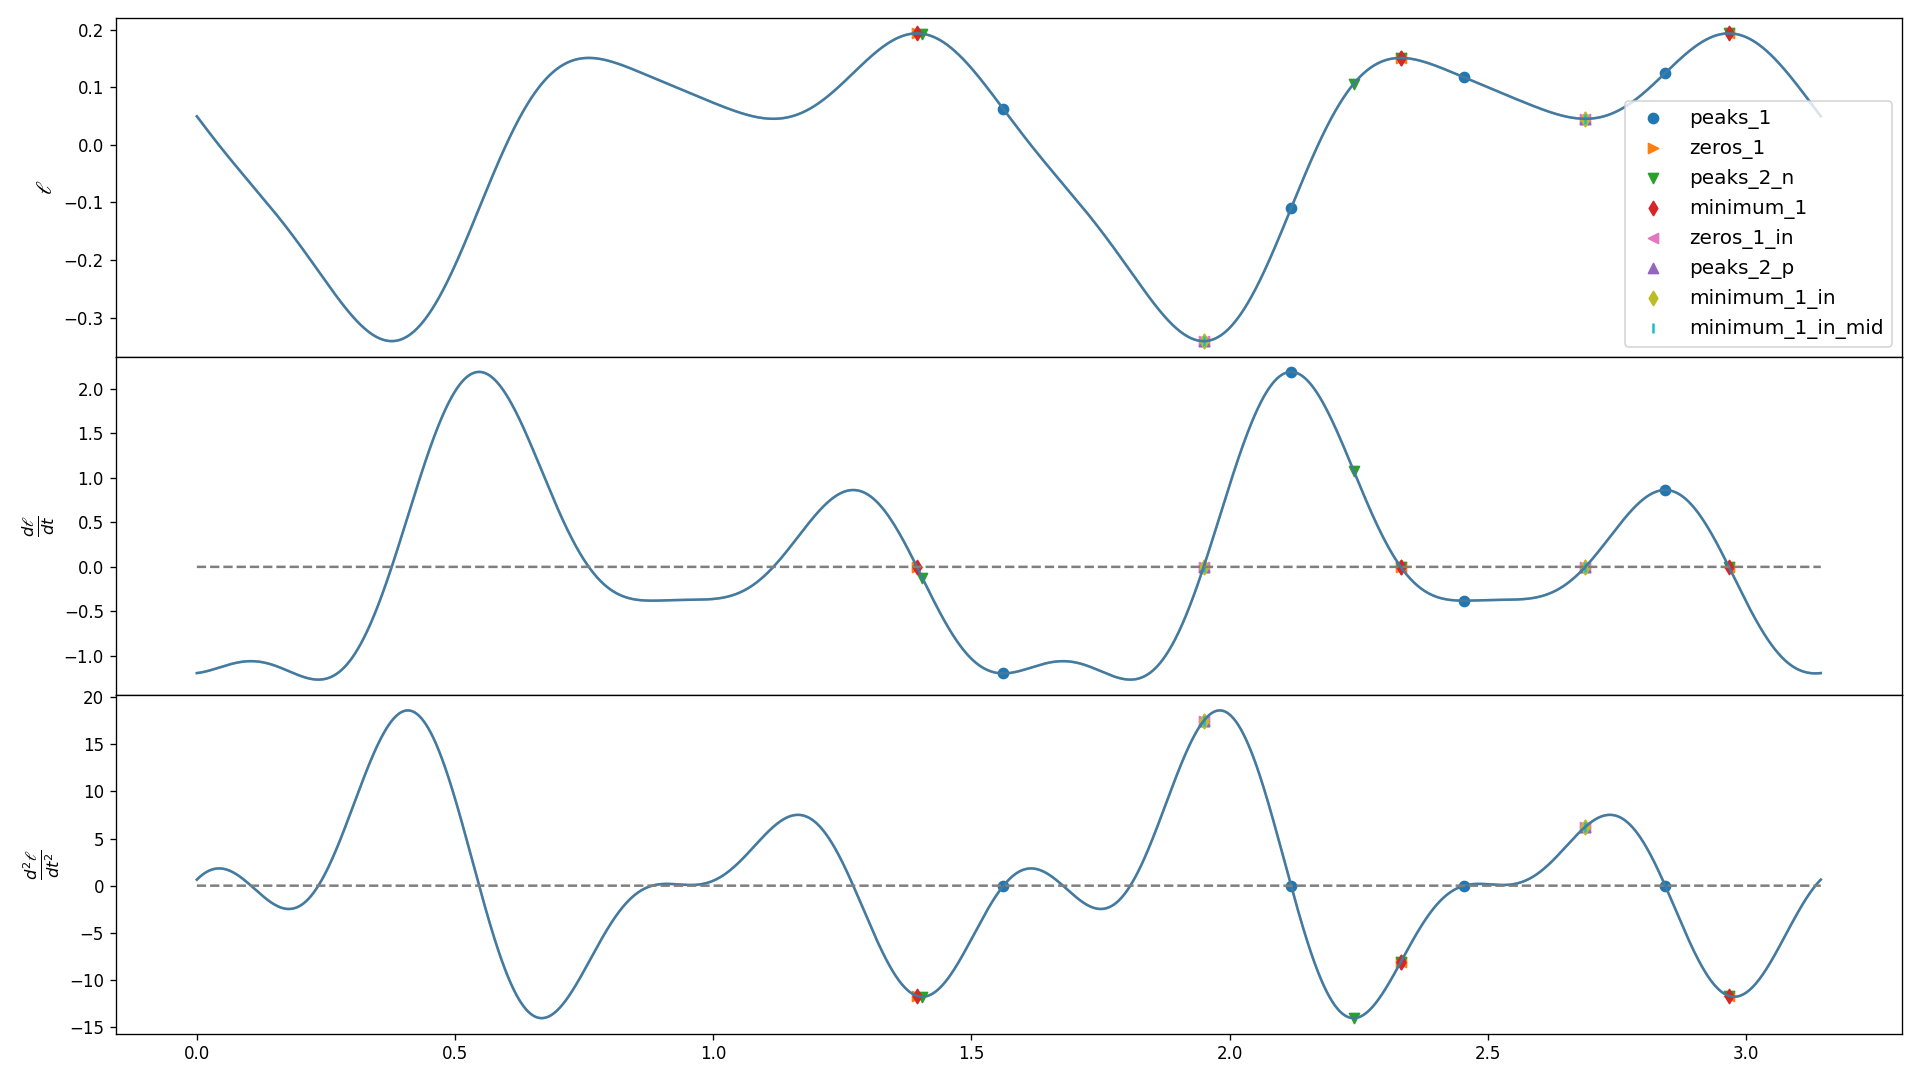 0.2
0.1
0.0
−0.1
−0.2
−0.3
ℓ
peaks_1
zeros_1
peaks_2_n
minimum_1
zeros_1_in
peaks_2_p
minimum_1_in
minimum_1_in_mid
2.0
1.5
1.0
0.5
0.0
−0.5
−1.0
dℓ
dt
20
15
10
5
0
−5
−10
−15
d²ℓ
dt²
0.0 0.5 1.0 1.5 2.0 2.5 3.0